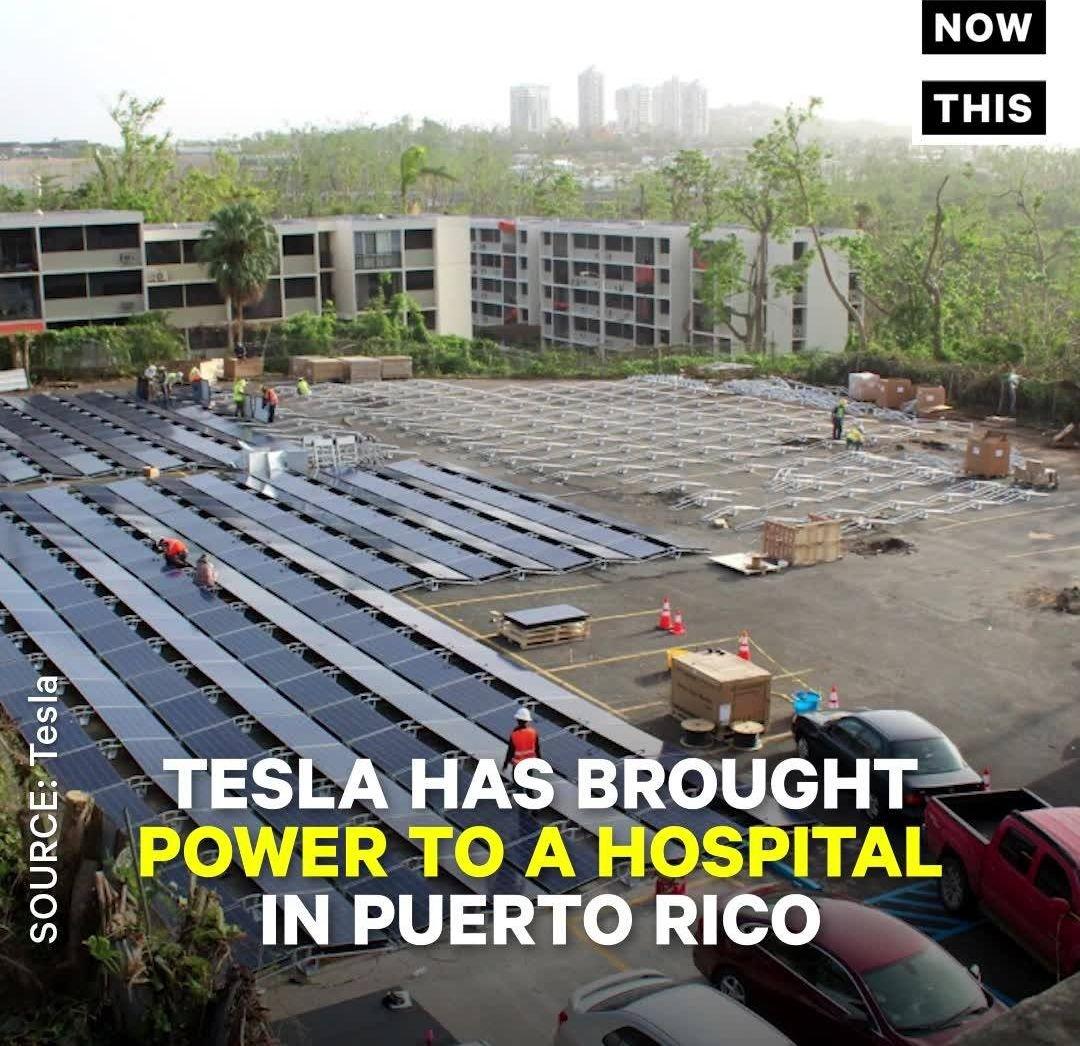 NOW
THIS
SOURCE: Tesla
TESLA HAS BROUGHT
POWER TO A HOSPITAL
IN PUERTO RICO